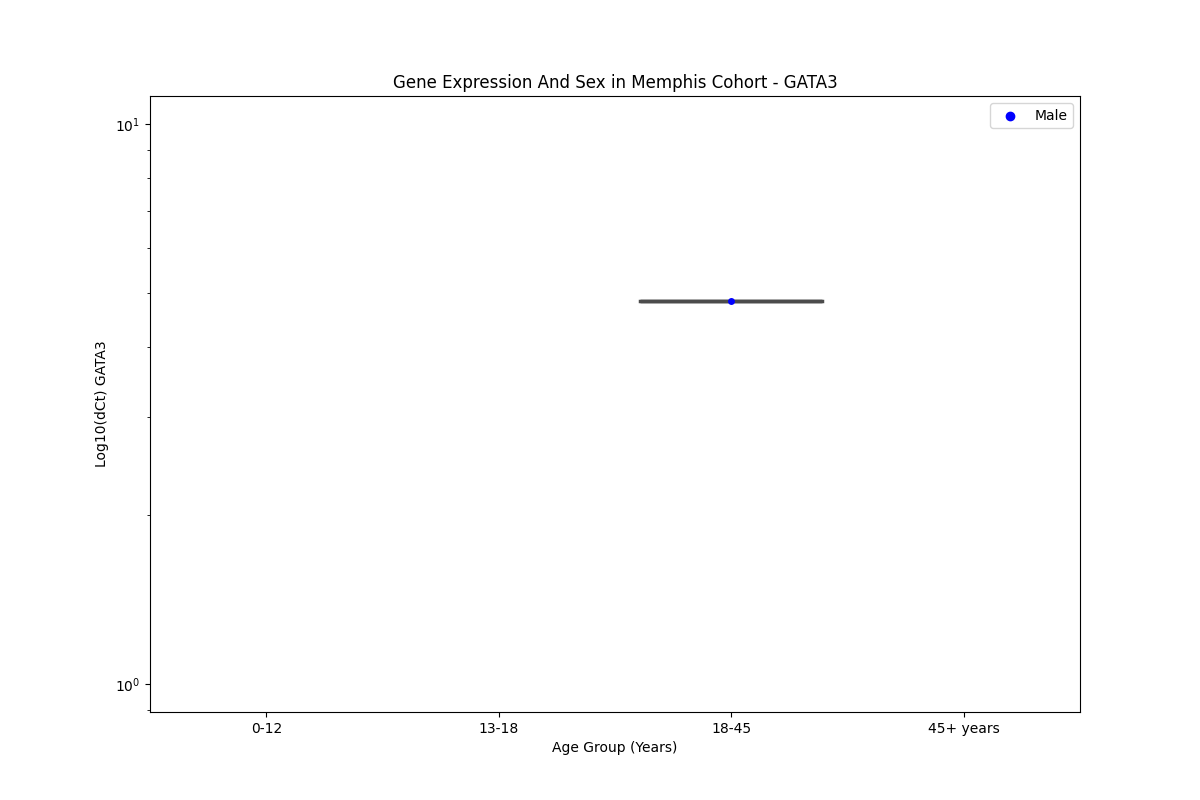 Gene Expression And Sex in Memphis Cohort - GATA3
Male
10¹
10⁰
Log10(dCt) GATA3
0-12
13-18
18-45
45+ years
Age Group (Years)